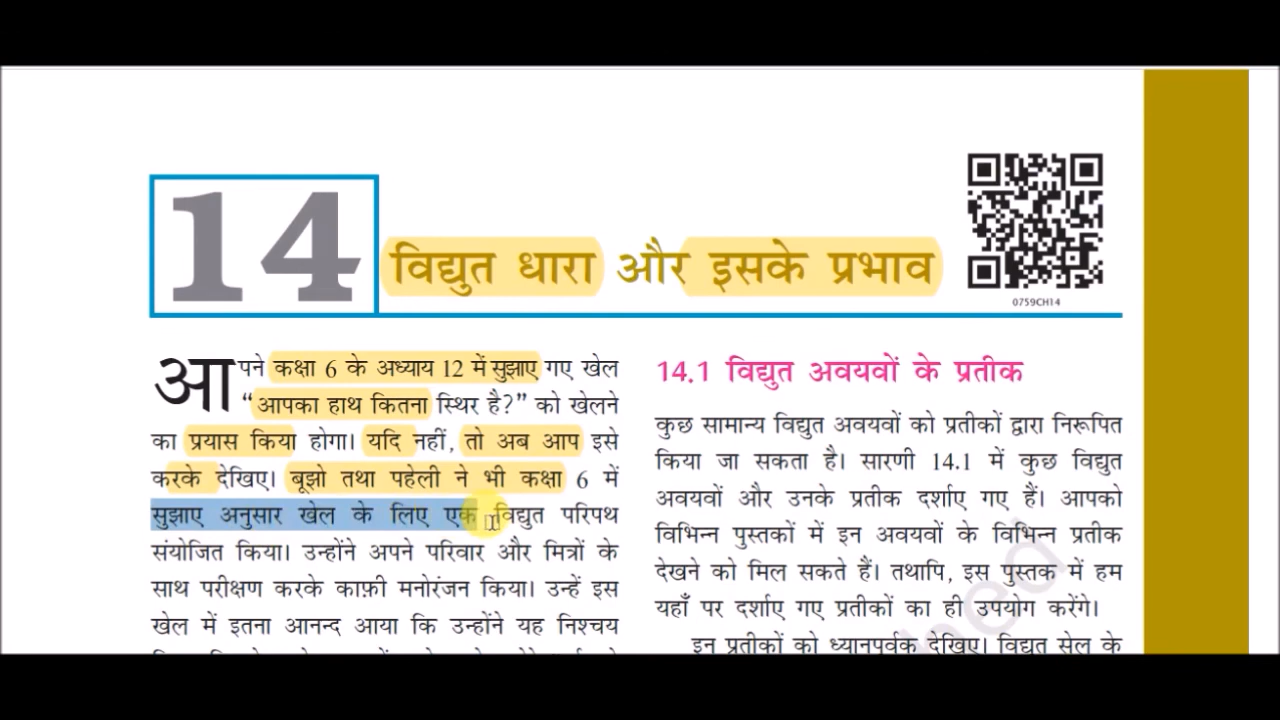 14
विद्युत धारा और इसके प्रभाव
0759CH14
आपने कक्षा 6 के अध्याय 12 में सुझाए गए खेल
“आपका हाथ कितना स्थिर है?” को खेलने
का प्रयास किया होगा। यदि नहीं, तो अब आप इसे
करके देखिए। बूझो तथा पहेली ने भी कक्षा 6 में
सुझाए अनुसार खेल के लिए एक विद्युत परिपथ
संयोजित किया। उन्होंने अपने परिवार और मित्रों के
साथ परीक्षण करके काफ़ी मनोरंजन किया। उन्हें इस
खेल में इतना आनन्द आया कि उन्होंने यह निश्चय
14.1 विद्युत अवयवों के प्रतीक
कुछ सामान्य विद्युत अवयवों को प्रतीकों द्वारा निरूपित
किया जा सकता है। सारणी 14.1 में कुछ विद्युत
अवयवों और उनके प्रतीक दर्शाए गए हैं। आपको
विभिन्न पुस्तकों में इन अवयवों के विभिन्न प्रतीक
देखने को मिल सकते हैं। तथापि, इस पुस्तक में हम
यहाँ पर दर्शाए गए प्रतीकों का ही उपयोग करेंगे।
इन प्रतीकों को ध्यानपूर्वक देखिए। विद्युत सेल के